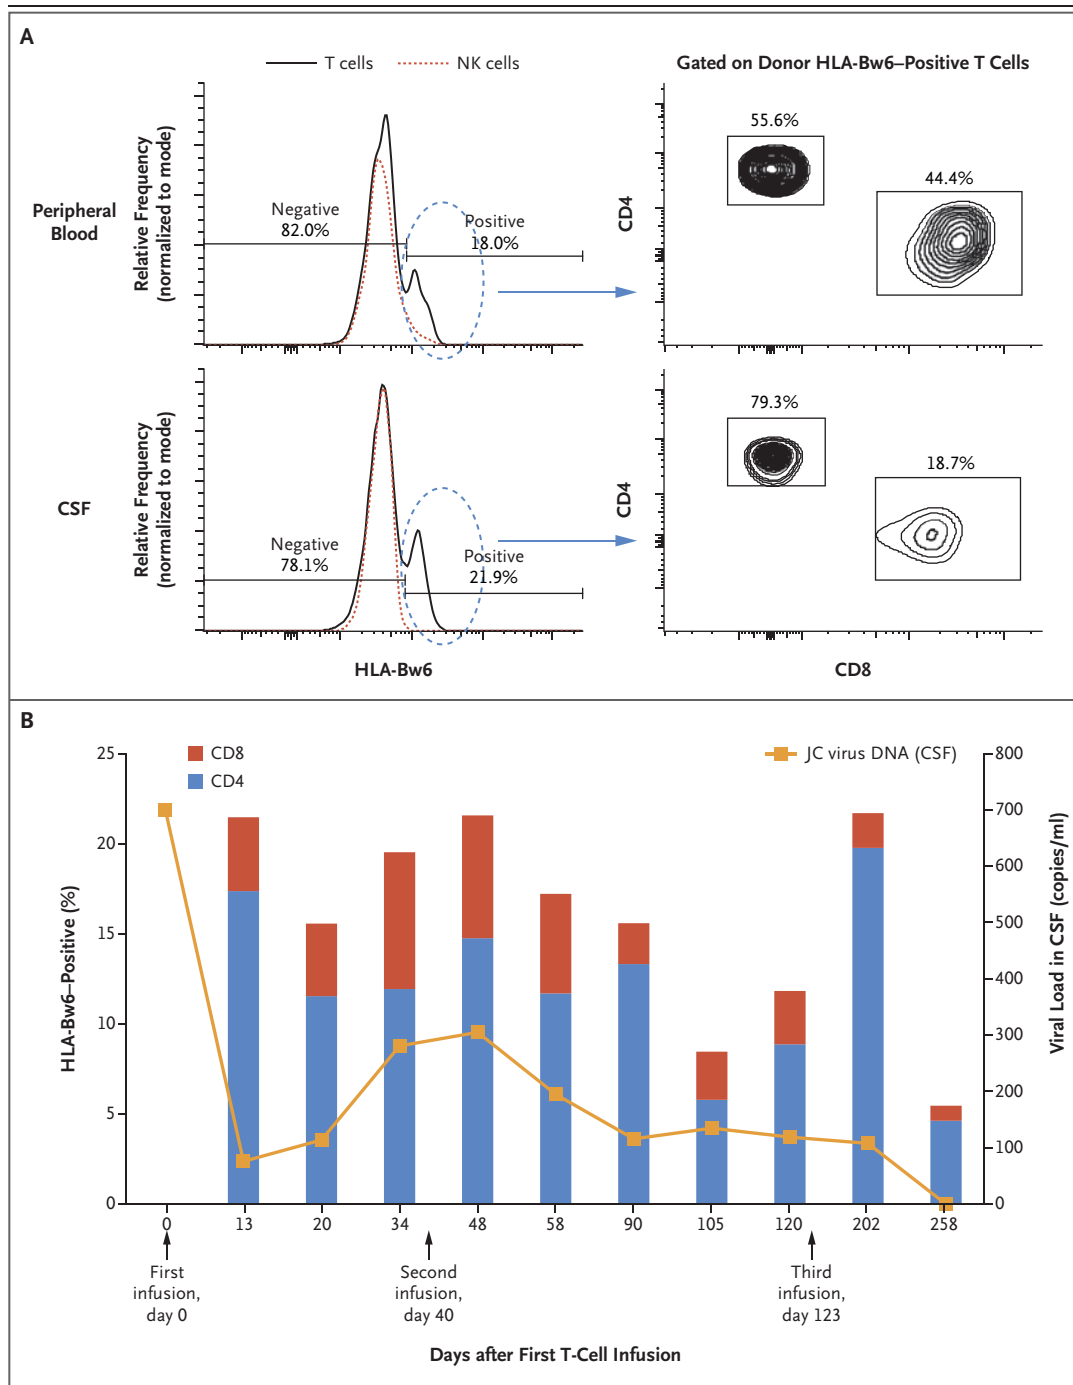 A
T cells
NK cells
Gated on Donor HLA-Bw6–Positive T Cells
Peripheral
Blood
Relative Frequency
(normalized to mode)
Negative
82.0%
Positive
18.0%
CD4
55.6%
44.4%
CSF
Relative Frequency
(normalized to mode)
Negative
78.1%
Positive
21.9%
CD4
79.3%
18.7%
HLA-Bw6
CD8
B
CD8
CD4
JC virus DNA (CSF)
HLA-Bw6–Positive (%)
25
20
15
10
5
0
800
700
600
500
400
300
200
100
0
Viral Load in CSF (copies/ml)
0 13 20 34 48 58 90 105 120 202 258
First
infusion,
day 0
Second
infusion,
day 40
Third
infusion,
day 123
Days after First T-Cell Infusion